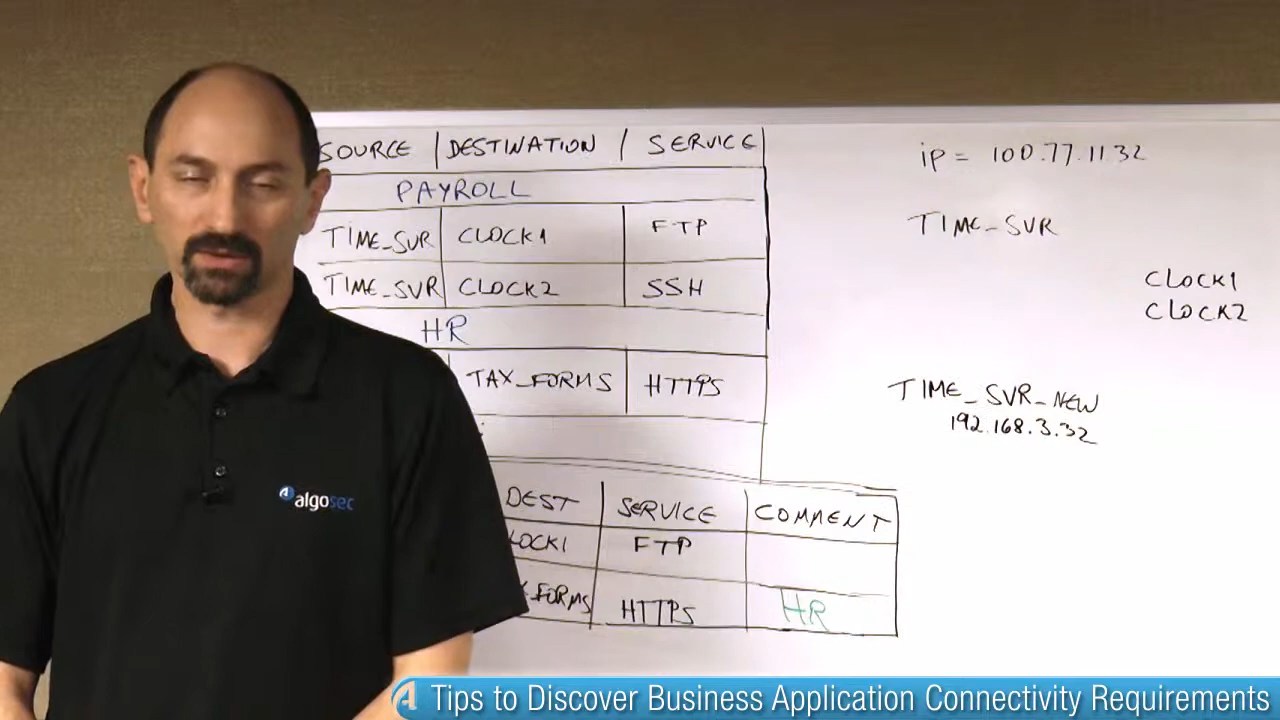 SOURCE | DESTINATION / SERVICE
PAYROLL
TIME_SVR CLOCK1 FTP
TIME_SVR CLOCK2 SSH
HR
TAX_FORMS HTTPS
DEST SERVICE COMMENT
LOCK1 FTP
FORMS HTTPS HR
ip = 100.77.11.32
TIME_SVR
CLOCK1
CLOCK2
TIME_SVR_NEW
192.168.3.32
algosec
Tips to Discover Business Application Connectivity Requirements